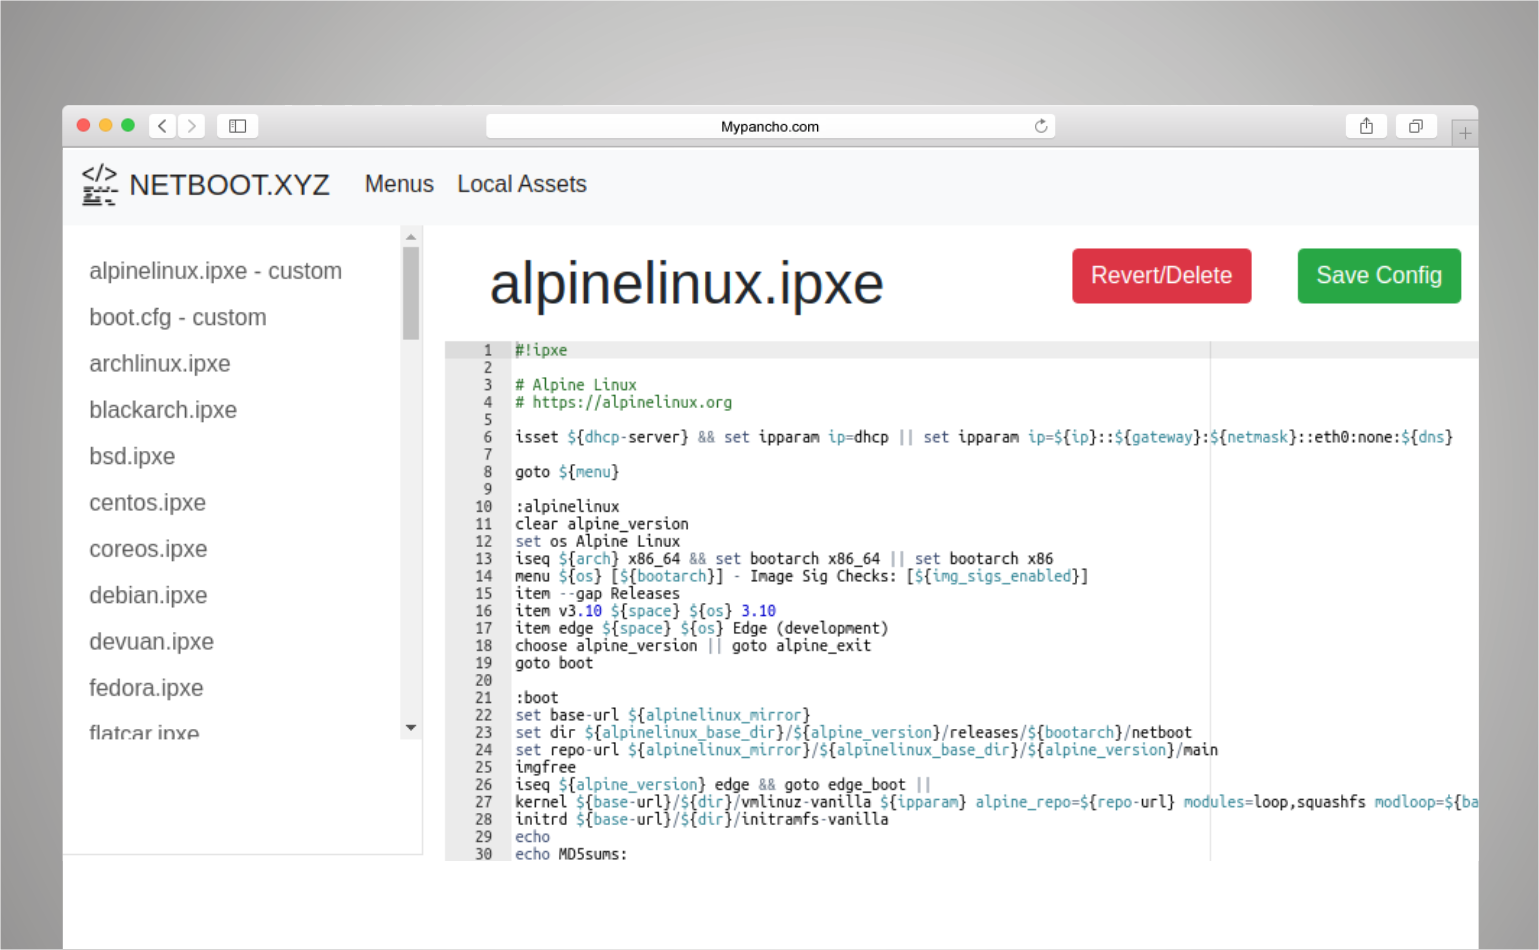 Mypancho.com
</> NETBOOT.XYZ Menus Local Assets
alpinelinux.ipxe - custom
boot.cfg - custom
archlinux.ipxe
blackarch.ipxe
bsd.ipxe
centos.ipxe
coreos.ipxe
debian.ipxe
devuan.ipxe
fedora.ipxe
flatcar.ipxe
alpinelinux.ipxe
Revert/Delete
Save Config
1 #!ipxe
2
3 # Alpine Linux
4 # https://alpinelinux.org
5
6 isset ${dhcp-server} && set ipparam ip=dhcp || set ipparam ip=${ip}::${gateway}:${netmask}::eth0:none:${dns}
7
8 goto ${menu}
9
10 :alpinelinux
11 clear alpine_version
12 set os Alpine Linux
13 iseq ${arch} x86_64 && set bootarch x86_64 || set bootarch x86
14 menu ${os} [${bootarch}] - Image Sig Checks: [${img_sigs_enabled}]
15 item --gap Releases
16 item v3.10 ${space} ${os} 3.10
17 item edge ${space} ${os} Edge (development)
18 choose alpine_version || goto alpine_exit
19 goto boot
20
21 :boot
22 set base-url ${alpinelinux_mirror}
23 set dir ${alpinelinux_base_dir}/${alpine_version}/releases/${bootarch}/netboot
24 set repo-url ${alpinelinux_mirror}/${alpinelinux_base_dir}/${alpine_version}/main
25 imgfree
26 iseq ${alpine_version} edge && goto edge_boot ||
27 kernel ${base-url}/${dir}/vmlinuz-vanilla ${ipparam} alpine_repo=${repo-url} modules=loop,squashfs modloop=${ba
28 initrd ${base-url}/${dir}/initramfs-vanilla
29 echo
30 echo MD5sums: